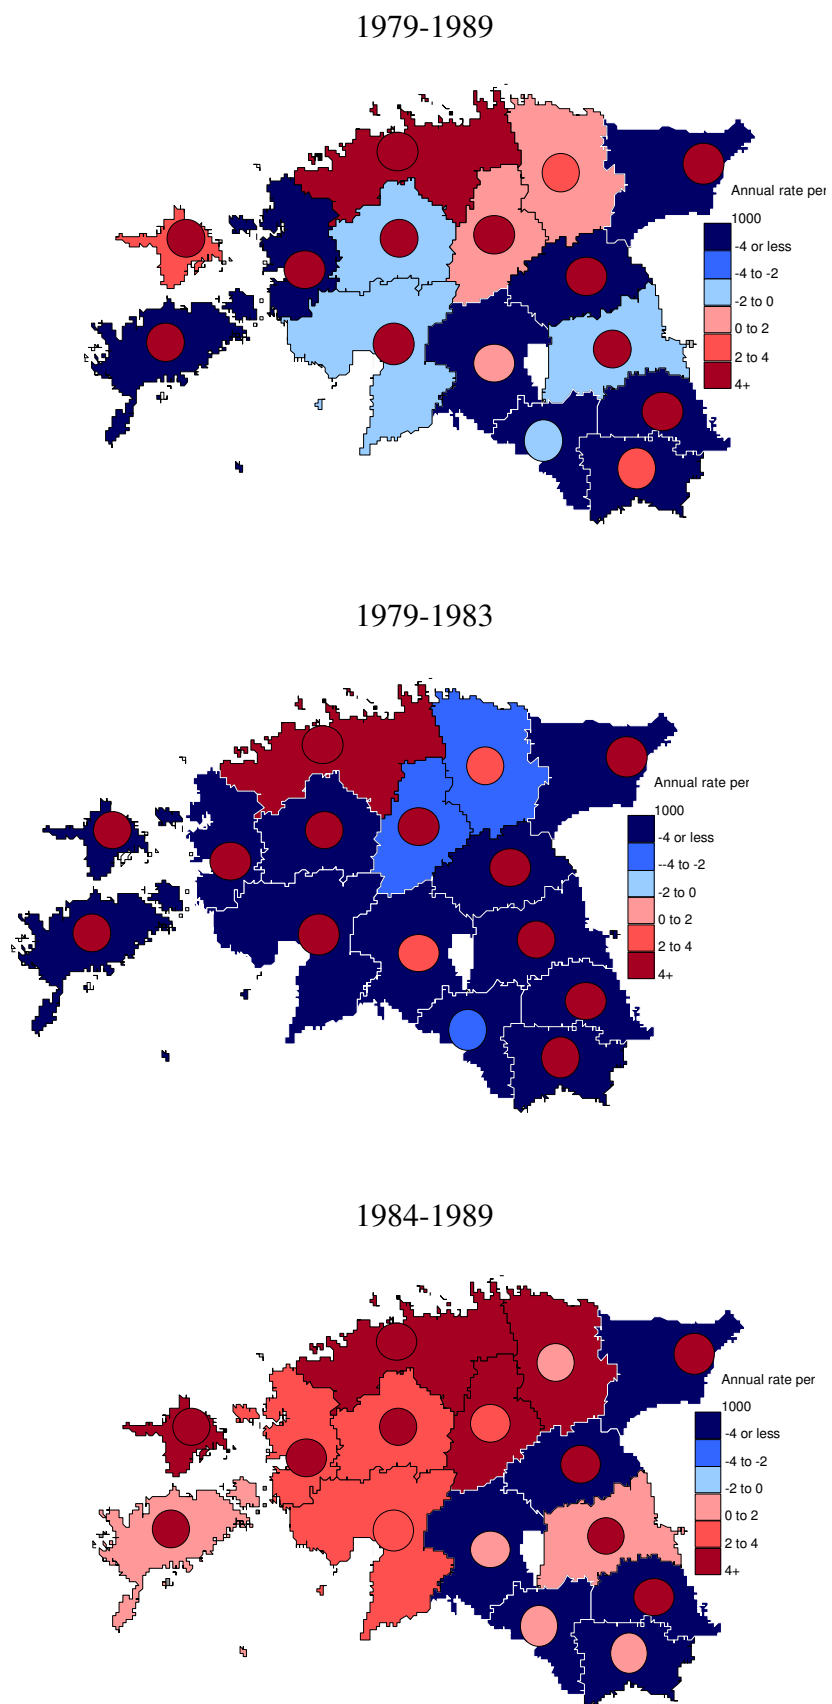 1979-1989
Annual rate per
1000
-4 or less
-4 to -2
-2 to 0
0 to 2
2 to 4
4+
1979-1983
Annual rate per
1000
-4 or less
--4 to -2
-2 to 0
0 to 2
2 to 4
4+
1984-1989
Annual rate per
1000
-4 or less
-4 to -2
-2 to 0
0 to 2
2 to 4
4+